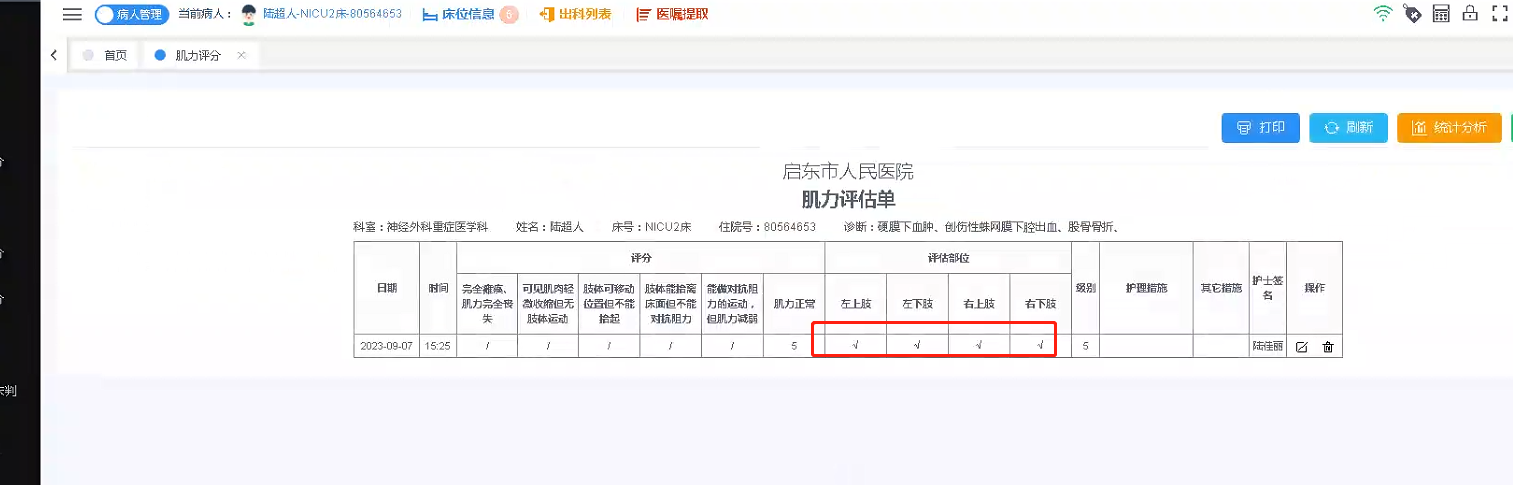 病人管理 当前病人： 陆超人-NICU2床-80564653 床位信息 6 出科列表 医嘱提取
首页 肌力评分 ×
打印 刷新 统计分析
启东市人民医院
肌力评估单
科室：神经外科重症医学科 姓名：陆超人 床号：NICU2床 住院号：80564653 诊断：硬膜下血肿、创伤性蛛网膜下腔出血、股骨骨折、
日期 时间 评分 评估部位 级别 护理措施 其它措施 护士签名 操作
完全瘫痪、肌力完全丧失 可见肌肉轻微收缩但无肢体运动 肢体可移动位置但不能抬起 肢体能抬离床面但不能对抗阻力 能做对抗阻力的运动，但肌力减弱 肌力正常 左上肢 左下肢 右上肢 右下肢
2023-09-07 15:25 / / / / / 5 √ √ √ √ 5 陆佳丽
未判